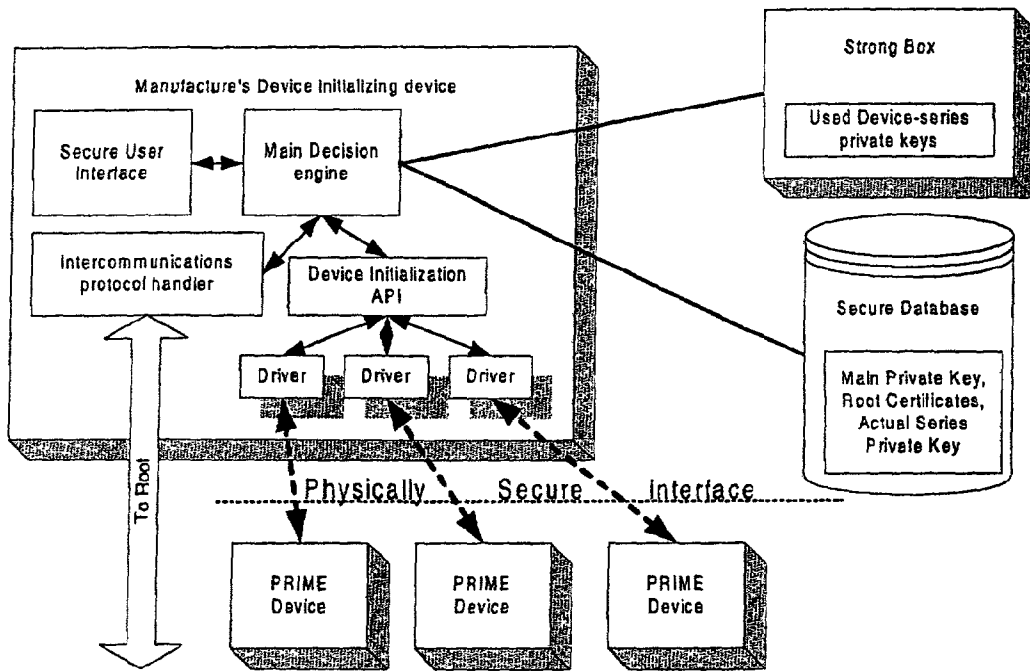 Manufacture's Device Initializing device
Secure User
Interface
Main Decision
engine
Intercommunications
protocol handler
Device Initialization
API
Driver
Driver
Driver
Strong Box
Used Device-series
private keys
Secure Database
Main Private Key,
Root Certificates,
Actual Series
Private Key
To Root
Physically Secure Interface
PRIME
Device
PRIME
Device
PRIME
Device